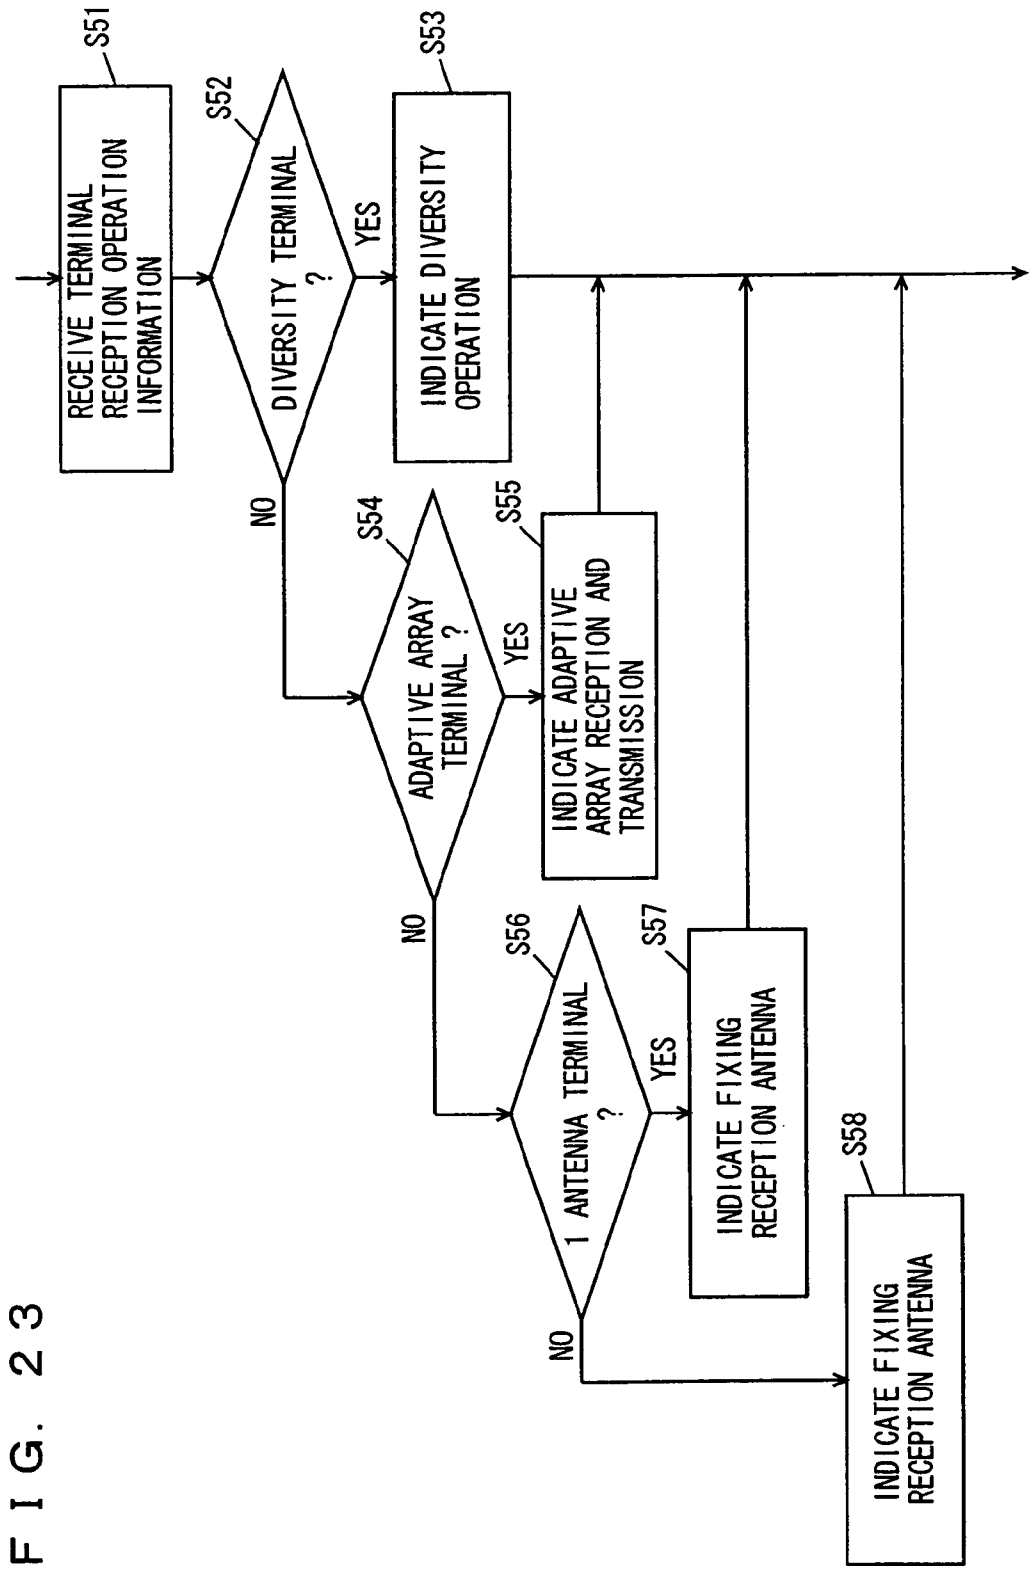 FIG. 23
S51
RECEIVE TERMINAL
RECEPTION OPERATION
INFORMATION
S52
DIVERSITY TERMINAL
?
YES
NO
S53
INDICATE DIVERSITY
OPERATION
S54
ADAPTIVE ARRAY
TERMINAL ?
YES
NO
S55
INDICATE ADAPTIVE
ARRAY RECEPTION AND
TRANSMISSION
S56
1 ANTENNA TERMINAL
?
YES
NO
S57
INDICATE FIXING
RECEPTION ANTENNA
S58
INDICATE FIXING
RECEPTION ANTENNA